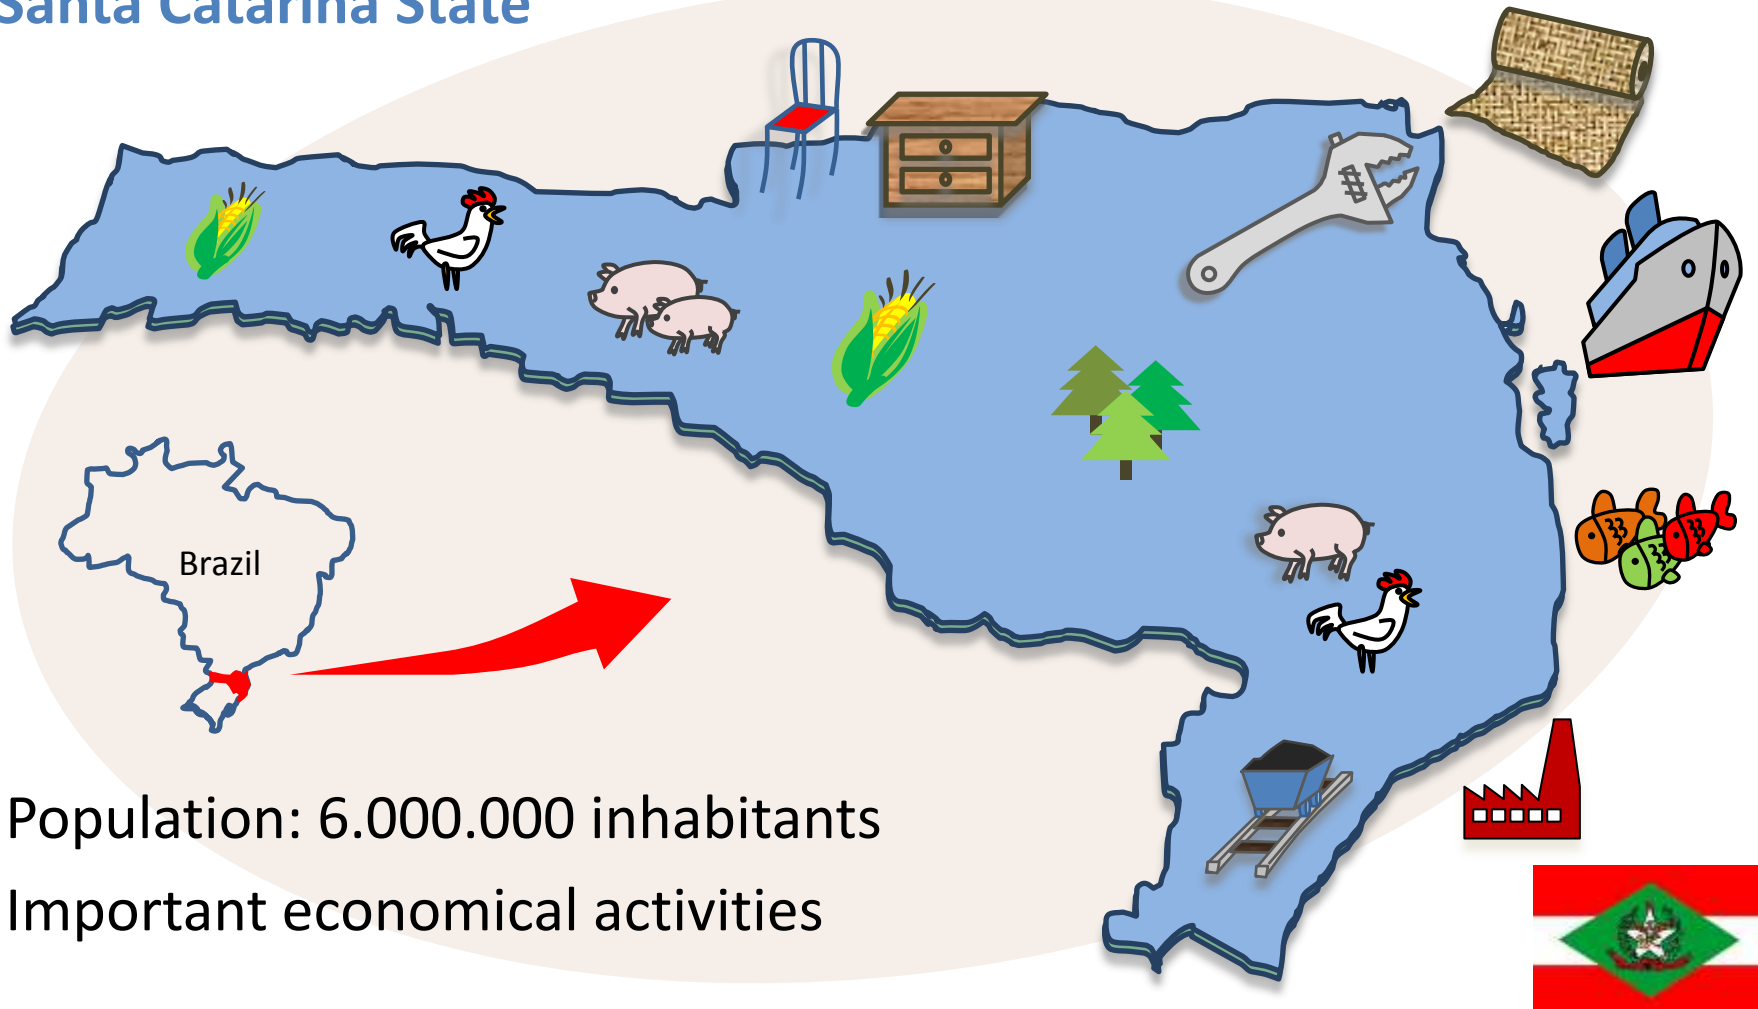 Santa Catarina State
Brazil
Population: 6.000.000 inhabitants
Important economical activities